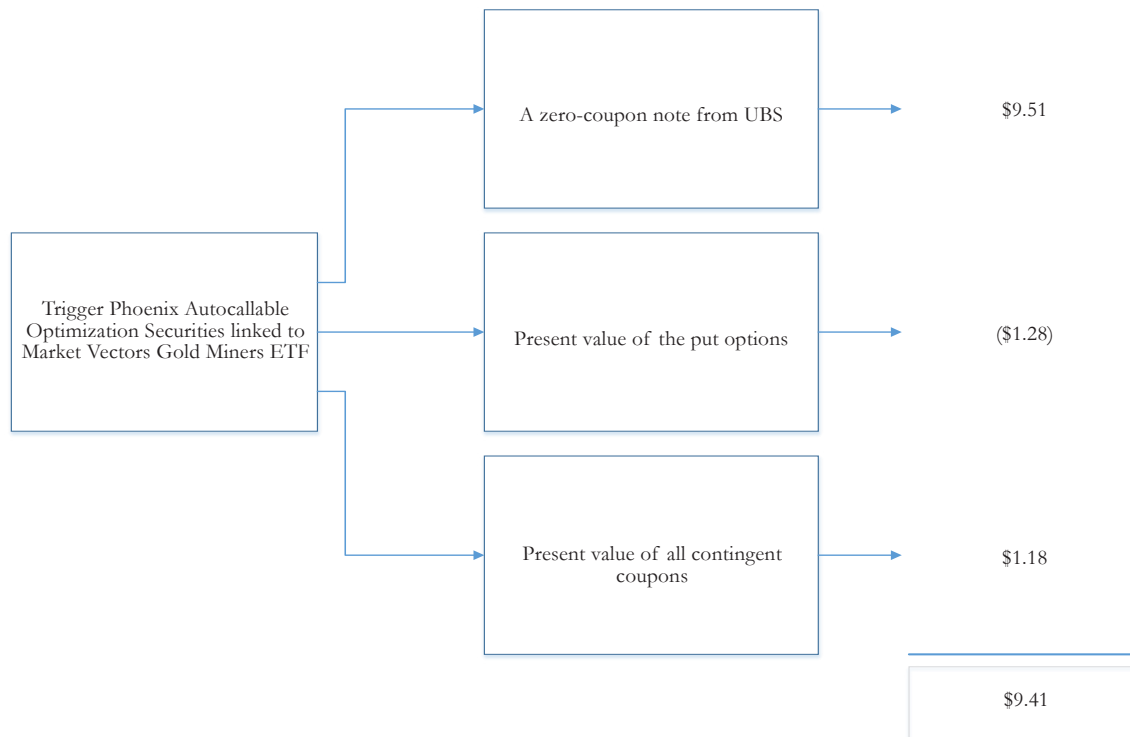 A zero-coupon note from UBS
$9.51
Trigger Phoenix Autocallable
Optimization Securities linked to
Market Vectors Gold Miners ETF
Present value of the put options
($1.28)
Present value of all contingent
coupons
$1.18
$9.41